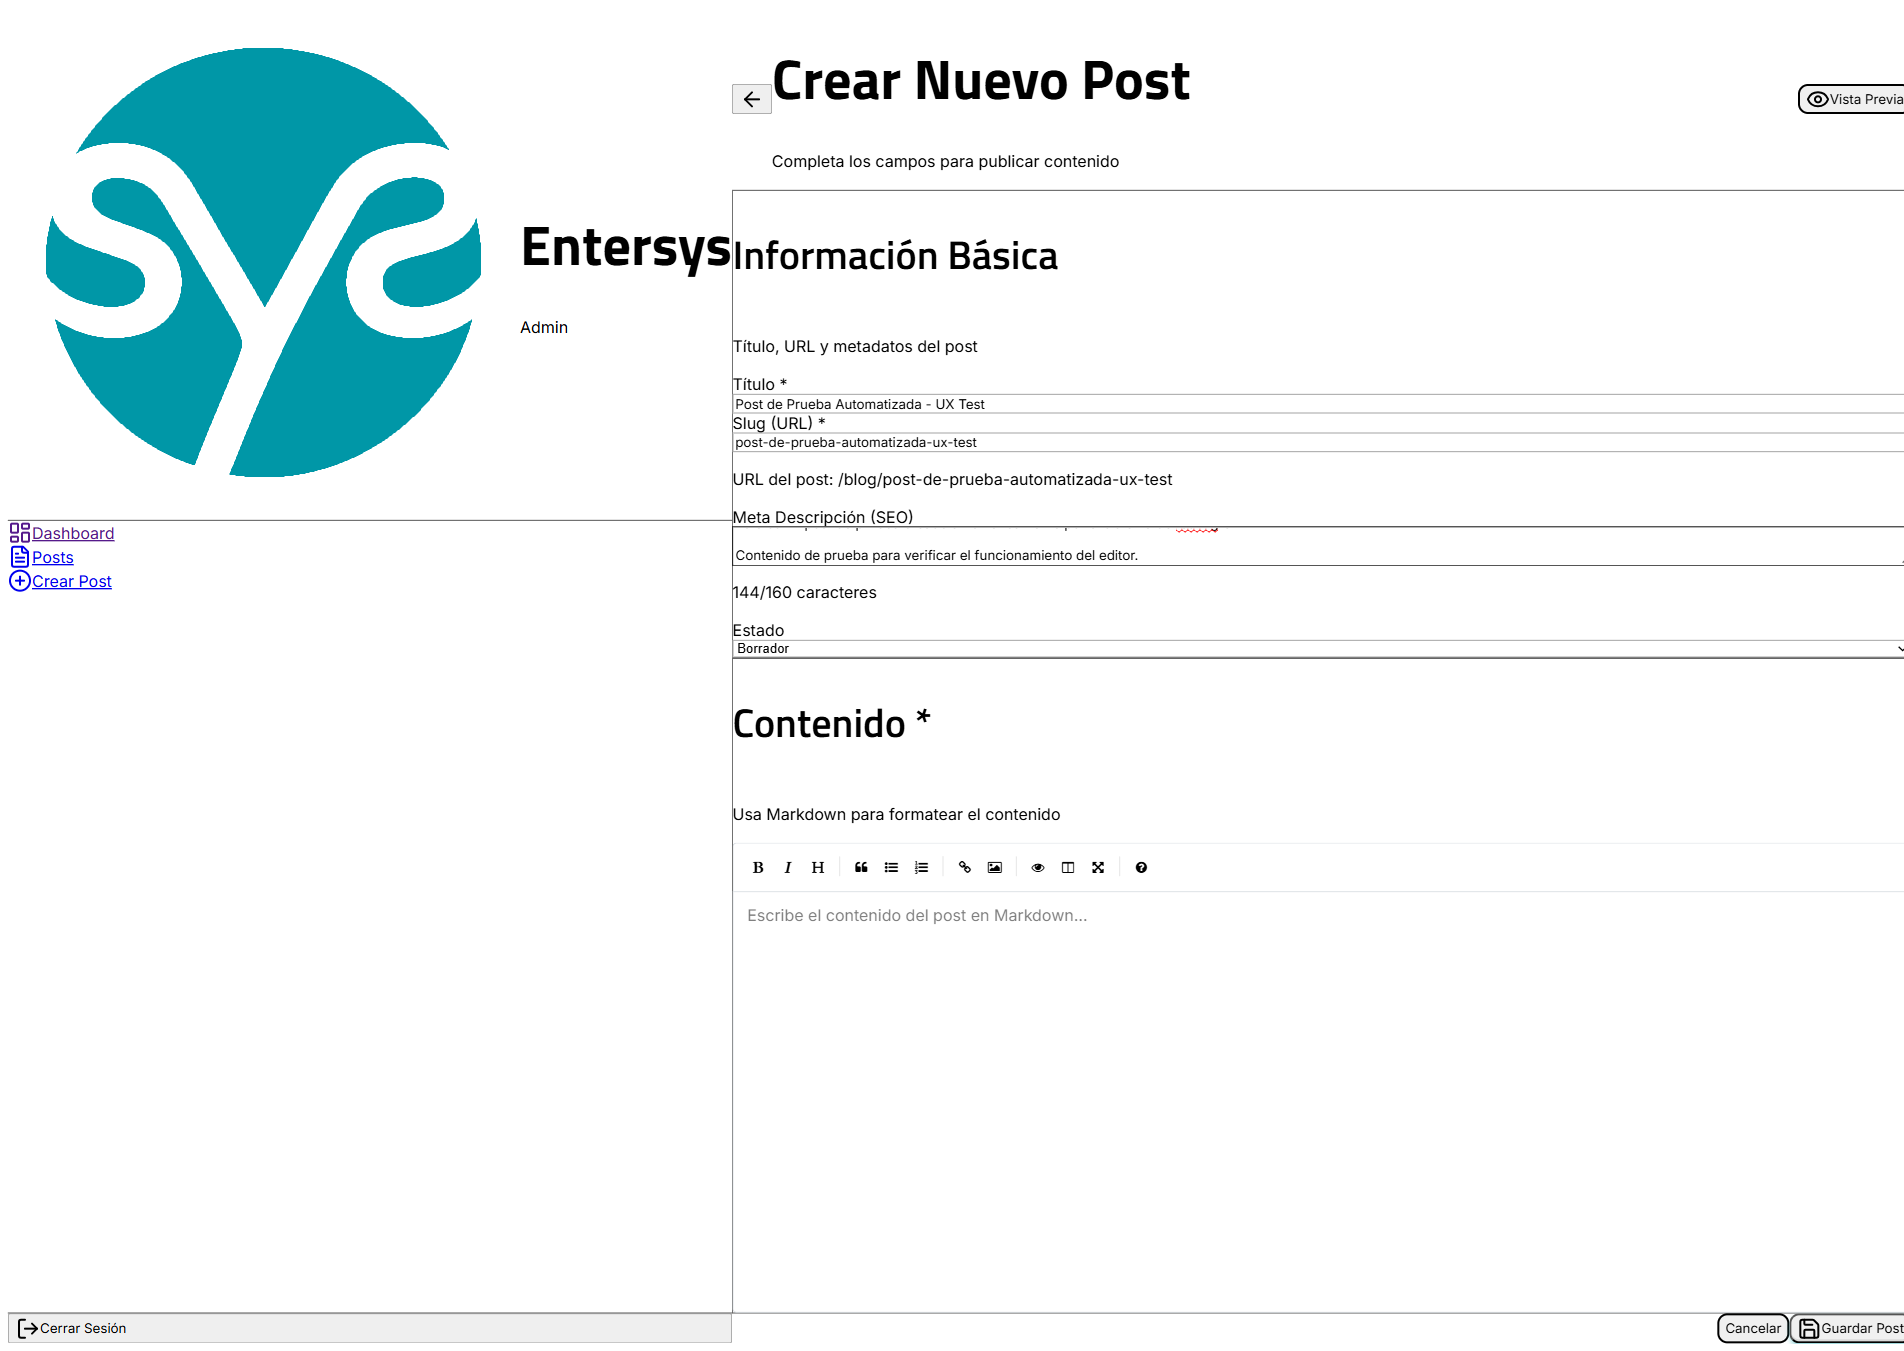 sys
Entersys
Admin
Dashboard
Posts
Crear Post
Cerrar Sesión
Crear Nuevo Post
Vista Previa
Completa los campos para publicar contenido
Información Básica
Título, URL y metadatos del post
Título *
Post de Prueba Automatizada - UX Test
Slug (URL) *
post-de-prueba-automatizada-ux-test
URL del post: /blog/post-de-prueba-automatizada-ux-test
Meta Descripción (SEO)
Contenido de prueba para verificar el funcionamiento del editor.
144/160 caracteres
Estado
Borrador
Contenido *
Usa Markdown para formatear el contenido
B I H
Escribe el contenido del post en Markdown...
Cancelar
Guardar Post